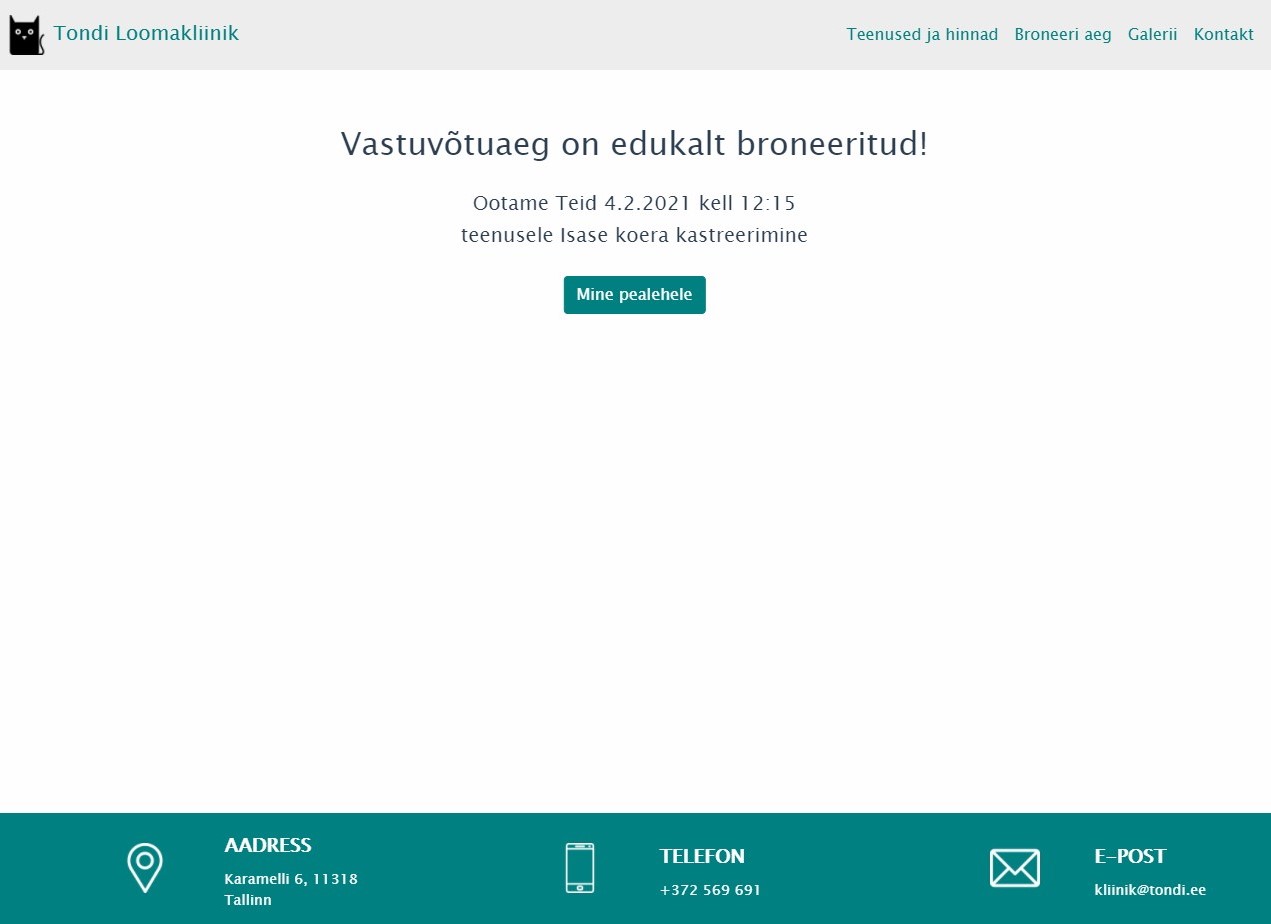 Tondi Loomakliinik
Teenused ja hinnad
Broneeri aeg
Galerii
Kontakt
Vastuvõtuaeg on edukalt broneeritud!
Ootame Teid 4.2.2021 kell 12:15
teenusele Isase koera kastreerimine
Mine pealehele
AADRESS
Karamelli 6, 11318
Tallinn
TELEFON
+372 569 691
E-POST
kliinik@tondi.ee